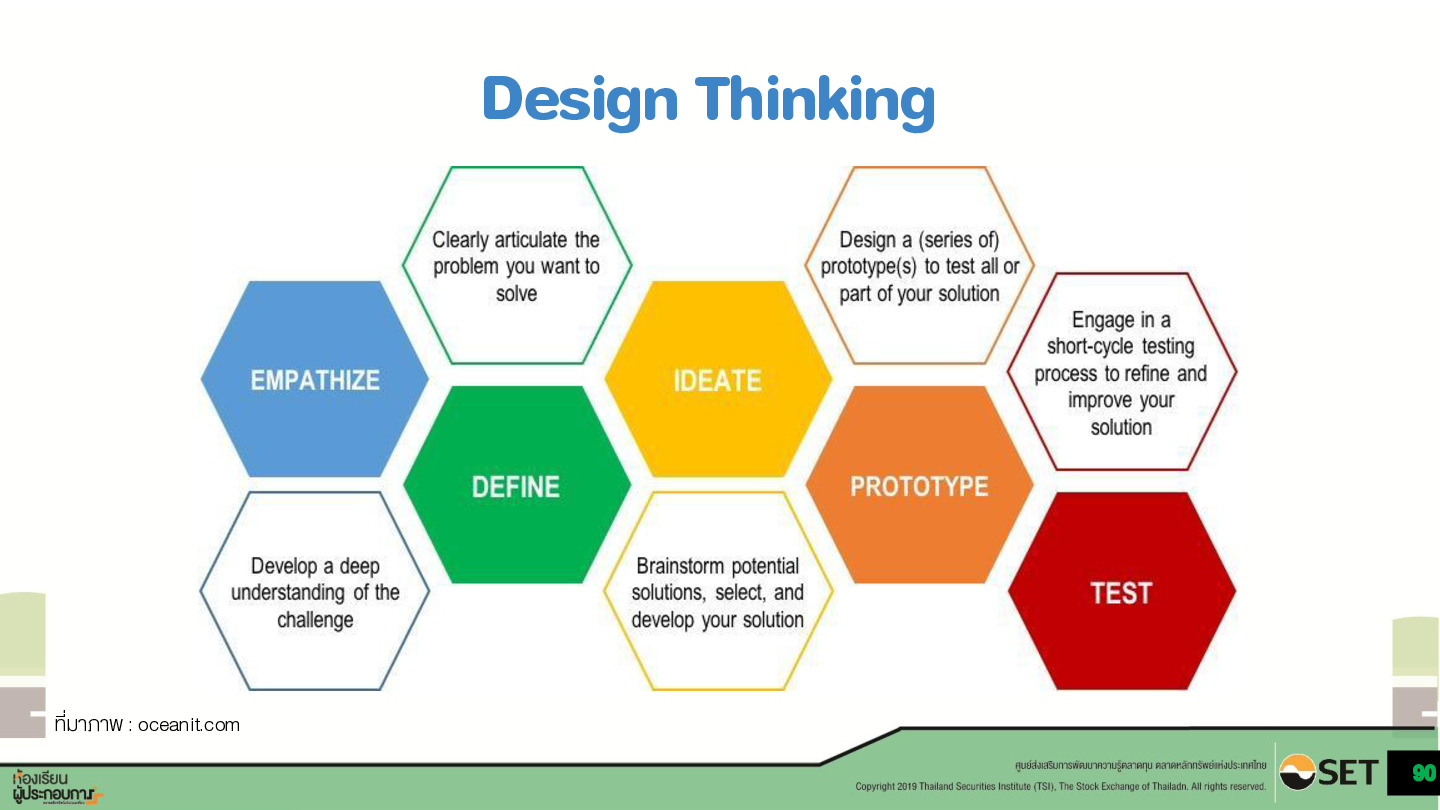 Design Thinking
Clearly articulate the
problem you want to
solve
Design a (series of)
prototype(s) to test all or
part of your solution
Engage in a
short-cycle testing
process to refine and
improve your
solution
EMPATHIZE
IDEATE
DEFINE
PROTOTYPE
TEST
Develop a deep
understanding of the
challenge
Brainstorm potential
solutions, select, and
develop your solution
ที่มาภาพ : oceanit.com
ห้องเรียน
ผู้ประกอบการ
ศูนย์ส่งเสริมการพัฒนาความรู้ตลาดทุน ตลาดหลักทรัพย์แห่งประเทศไทย
Copyright 2019 Thailand Securities Institute (TSI), The Stock Exchange of Thailadn. All rights reserved.
SET
90